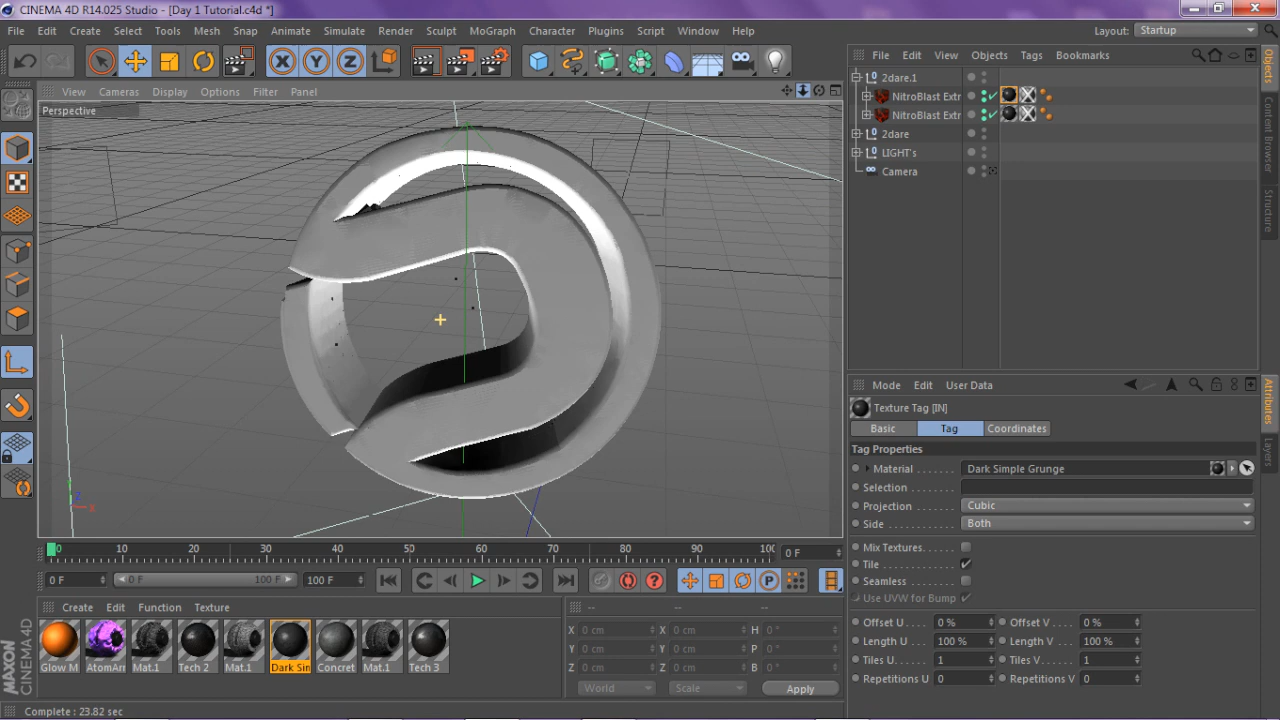 CINEMA 4D R14.025 Studio - [Day 1 Tutorial.c4d *]
File Edit Create Select Tools Mesh Snap Animate Simulate Render Sculpt MoGraph Character Plugins Script Window Help
Layout: Startup
View Cameras Display Options Filter Panel
Perspective
File Edit View Objects Tags Bookmarks
2dare.1
NitroBlast Extr
NitroBlast Extr
2dare
LIGHT's
Camera
Objects
Content Browser
Structure
Mode Edit User Data
Texture Tag [IN]
Basic Tag Coordinates
Tag Properties
Material Dark Simple Grunge
Selection
Projection Cubic
Side Both
Mix Textures
Tile
Seamless
Use UVW for Bump
Offset U 0 % Offset V 0 %
Length U 100 % Length V 100 %
Tiles U 1 Tiles V 1
Repetitions U 0 Repetitions V 0
Attributes
Layers
Z X
0 10 20 30 40 50 60 70 80 90 100 0 F
0 F 0 F 100 F 100 F
Create Edit Function Texture
Glow M AtomArr Mat.1 Tech 2 Mat.1 Dark Sin Concret Mat.1 Tech 3
-- -- --
X 0 cm X 0 cm H 0 °
Y 0 cm Y 0 cm P 0 °
Z 0 cm Z 0 cm B 0 °
World Scale Apply
MAXON CINEMA 4D
Complete : 23.82 sec